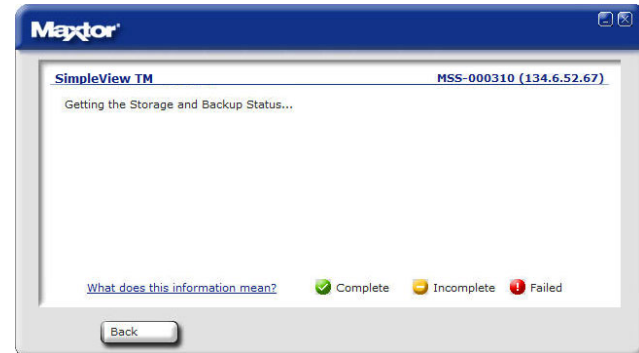 Maxtor
SimpleView TM
MSS-000310 (134.6.52.67)
Getting the Storage and Backup Status...
What does this information mean?
Complete
Incomplete
Failed
Back